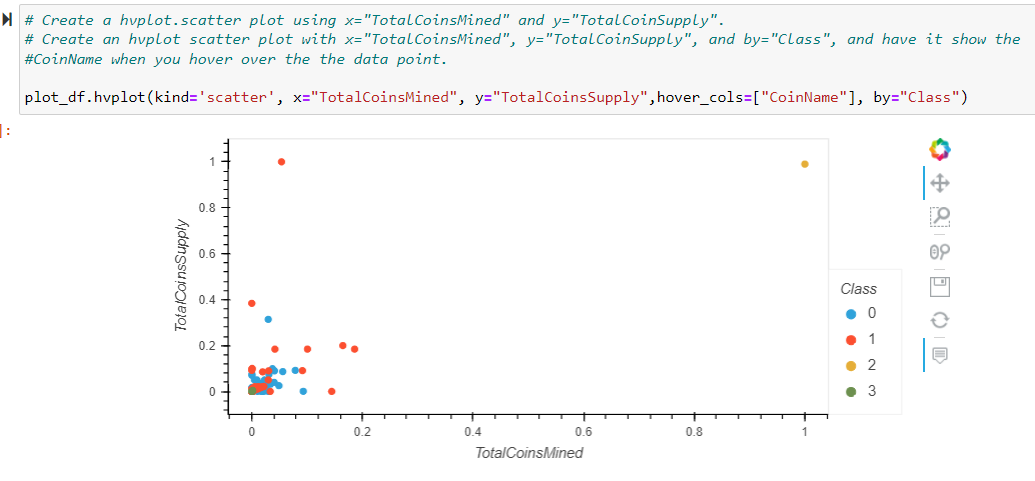 # Create a hvplot.scatter plot using x="TotalCoinsMined" and y="TotalCoinSupply".
# Create an hvplot scatter plot with x="TotalCoinsMined", y="TotalCoinSupply", and by="Class", and have it show the
#CoinName when you hover over the the data point.
plot_df.hvplot(kind='scatter', x="TotalCoinsMined", y="TotalCoinsSupply",hover_cols=["CoinName"], by="Class")
]:
1
0.8
0.6
0.4
0.2
0
TotalCoinsSupply
0 0.2 0.4 0.6 0.8 1
TotalCoinsMined
Class
0
1
2
3